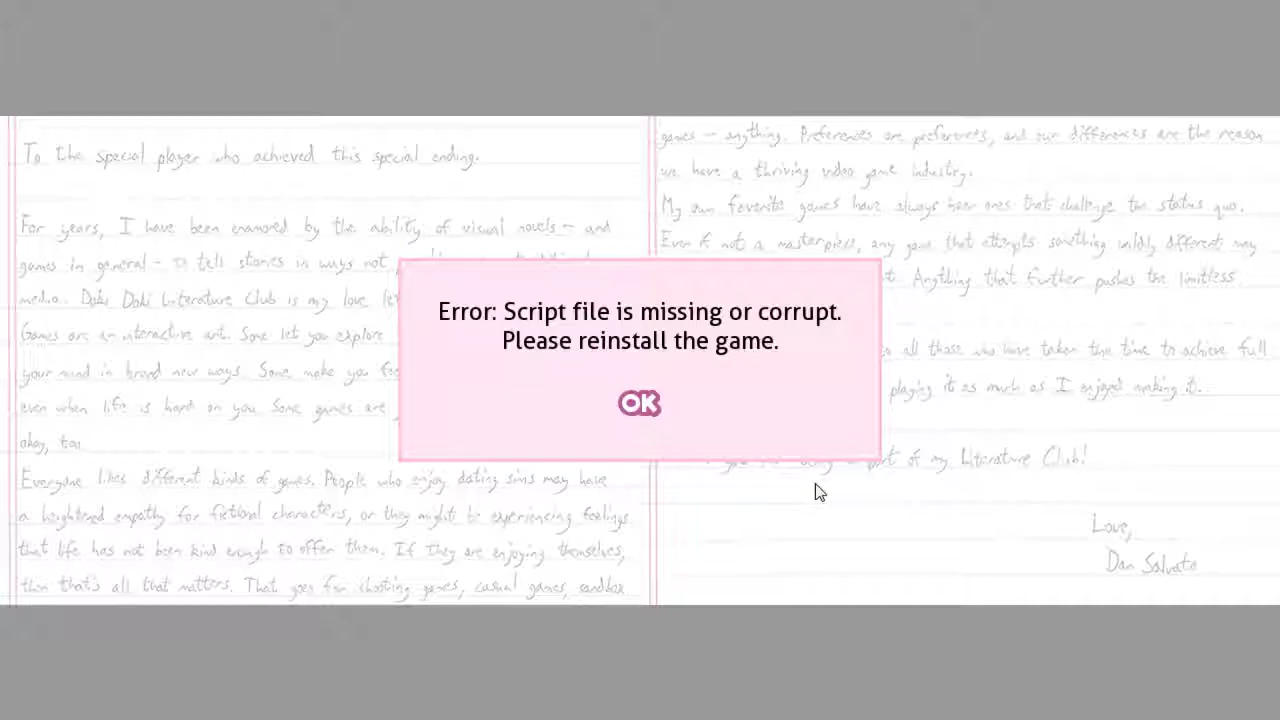 To the special player who achieved this special ending.
For years, I have been enamored by the ability of visual novels - and
games in general - to tell stories in ways not
media. Doki Doki Literature Club is my love
Games are an interactive art. Some let you explore
your mind in brand new ways. Some make you
even when life is hard on you. Some games are
okay, too.
Everyone likes different kinds of games. People who enjoy dating sims may have
a heightened empathy for fictional characters, or they might be experiencing feelings
that life has not been kind enough to offer them. If they are enjoying themselves,
then that's all that matters. That goes for shooting games, casual games, sandbox
Error: Script file is missing or corrupt.
Please reinstall the game.
OK
games - anything. Preferences are preferences, and our differences are the reason
we have a thriving video game industry.
My own favorite games have always been ones that challenge the status quo.
Even if not a masterpiece, any game that attempts something wildly different may
Anything that further pushes the limitless
all those who have taken the time to achieve full
playing it as much as I enjoyed making it.
part of my Literature Club!
Love,
Dan Salvato